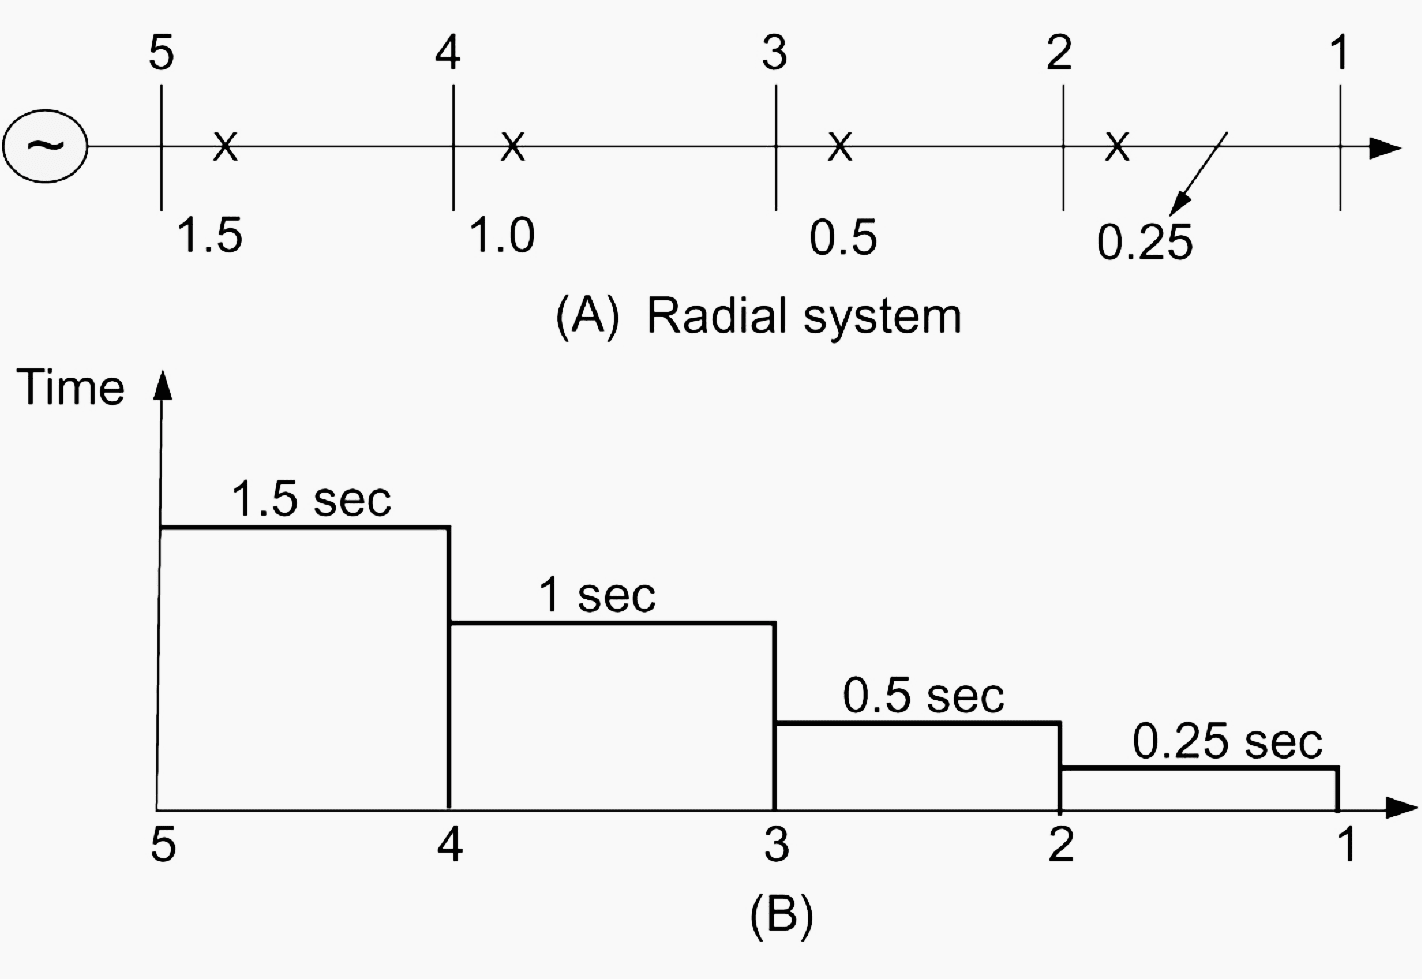 5 4 3 2 1
~
X X X X
1.5 1.0 0.5 0.25
(A) Radial system
Time
1.5 sec
1 sec
0.5 sec
0.25 sec
5 4 3 2 1
(B)